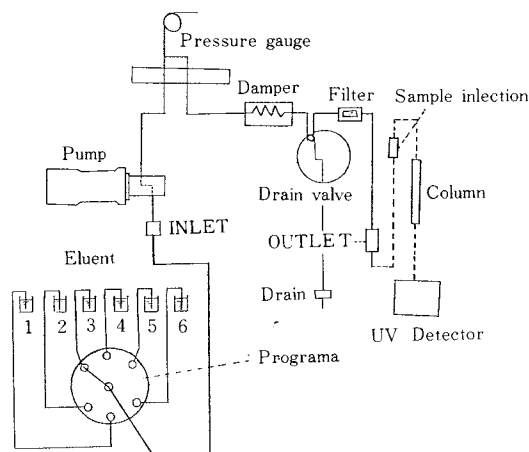 Pressure gauge
Damper
Filter
Sample injection
Pump
Drain valve
Column
INLET
OUTLET
Eluent
Drain
1 2 3 4 5 6
UV Detector
Programa